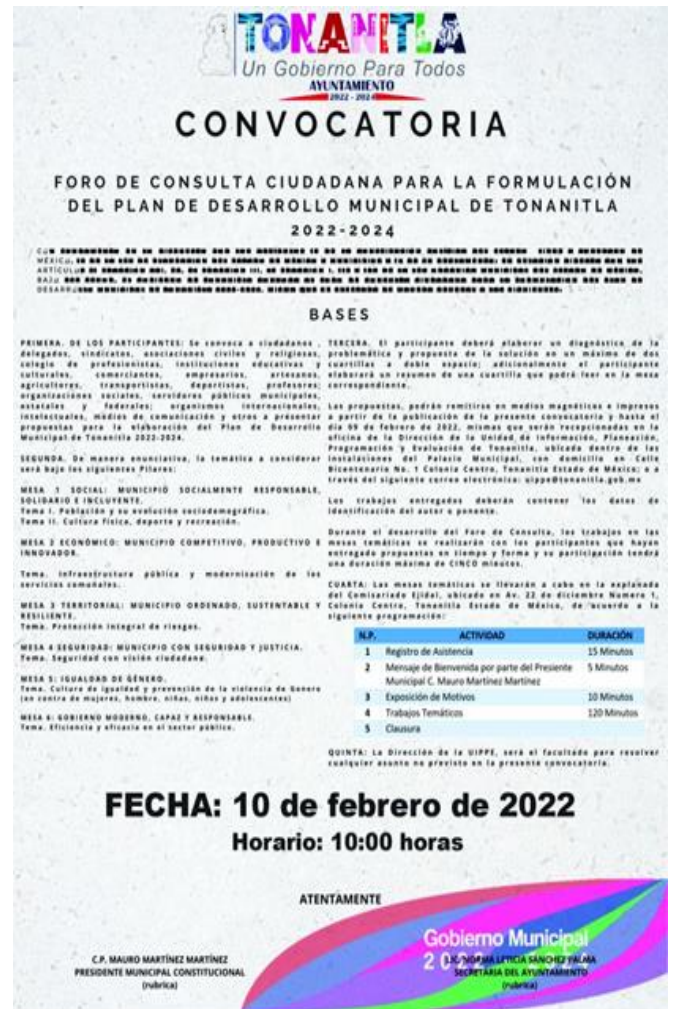 TONANITLA
Un Gobierno Para Todos
AYUNTAMIENTO
2022 - 2024
CONVOCATORIA
FORO DE CONSULTA CIUDADANA PARA LA FORMULACIÓN
DEL PLAN DE DESARROLLO MUNICIPAL DE TONANITLA
2022-2024
BASES
PRIMERA. DE LOS PARTICIPANTES: Se convoca a ciudadanos ,
delegados, sindicatos, asociaciones civiles y religiosas,
colegio de profesionistas, instituciones educativas y
culturales, comerciantes, empresarios, artesanos,
agricultores, transportistas, deportistas, profesores;
organizaciones sociales, servidores públicos municipales,
estatales y federales; organismos internacionales,
intelectuales, medios de comunicación y otros a presentar
propuestas para la elaboración del Plan de Desarrollo
Municipal de Tonanitla 2022-2024.
SEGUNDA. De manera enunciativa, la temática a considerar
será bajo los siguientes Pilares:
MESA 1 SOCIAL: MUNICIPIO SOCIALMENTE RESPONSABLE,
SOLIDARIO E INCLUYENTE.
Tema I. Población y su evolución sociodemográfica.
Tema II. Cultura física, deporte y recreación.
MESA 2 ECONÓMICO: MUNICIPIO COMPETITIVO, PRODUCTIVO E
INNOVADOR.
Tema. Infraestructura pública y modernización de los
servicios comunales.
MESA 3 TERRITORIAL: MUNICIPIO ORDENADO, SUSTENTABLE Y
RESILIENTE.
Tema. Protección integral de riesgos.
MESA 4 SEGURIDAD: MUNICIPIO CON SEGURIDAD Y JUSTICIA.
Tema. Seguridad con visión ciudadana.
MESA 5: IGUALDAD DE GÉNERO.
Tema. Cultura de igualdad y prevención de la violencia de Genero
(en contra de mujeres, hombre, niñas, niños y adolescentes)
MESA 6: GOBIERNO MODERNO, CAPAZ Y RESPONSABLE.
Tema. Eficiencia y eficacia en el sector público.
TERCERA. El participante deberá elaborar un diagnóstico de la
problemática y propuesta de la solución en un máximo de dos
cuartillas a doble espacio; adicionalmente el participante
elaborará un resumen de una cuartilla que podrá leer en la mesa
correspondiente.
Las propuestas, podrán remitirse en medios magnéticos e impresos
a partir de la publicación de la presente convocatoria y hasta el
día 09 de febrero de 2022, mismas que serán recepcionadas en la
oficina de la Dirección de la Unidad de Información, Planeación,
Programación y Evaluación de Tonanitla, ubicada dentro de las
instalaciones del Palacio Municipal, con domicilio en Calle
Bicentenario No. 1 Colonia Centro, Tonanitla Estado de México; o a
través del siguiente correo electrónico: uippe@tonanitla.gob.mx
Los trabajos entregados deberán contener los datos de
identificación del autor o ponente.
Durante el desarrollo del Foro de Consulta, los trabajos en las
mesas temáticas se realizarán con los participantes que hayan
entregado propuestas en tiempo y forma y su participación tendrá
una duración máxima de CINCO minutos.
CUARTA: Las mesas temáticas se llevarán a cabo en la explanada
del Comisariado Ejidal, ubicado en Av. 22 de diciembre Numero 1,
Colonia Centro, Tonanitla Estado de México, de acuerdo a la
siguiente programación:
N.P. ACTIVIDAD DURACIÓN
1 Registro de Asistencia 15 Minutos
2 Mensaje de Bienvenida por parte del Presiente 5 Minutos
Municipal C. Mauro Martínez Martínez
3 Exposición de Motivos 10 Minutos
4 Trabajos Temáticos 120 Minutos
5 Clausura
QUINTA: La Dirección de la UIPPE, será el facultado para resolver
cualquier asunto no previsto en la presente convocatoria.
FECHA: 10 de febrero de 2022
Horario: 10:00 horas
ATENTAMENTE
Gobierno Municipal
C.P. MAURO MARTÍNEZ MARTÍNEZ
PRESIDENTE MUNICIPAL CONSTITUCIONAL
(rubrica)
LIC. NORMA LETICIA SÁNCHEZ PALMA
SECRETARIA DEL AYUNTAMIENTO
(rubrica)